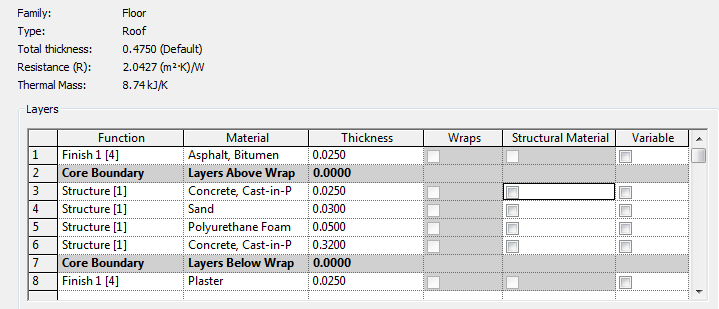 Family: Floor
Type: Roof
Total thickness: 0.4750 (Default)
Resistance (R): 2.0427 (m²·K)/W
Thermal Mass: 8.74 kJ/K
Layers
Function Material Thickness Wraps Structural Material Variable
1 Finish 1 [4] Asphalt, Bitumen 0.0250
2 Core Boundary Layers Above Wrap 0.0000
3 Structure [1] Concrete, Cast-in-P 0.0250
4 Structure [1] Sand 0.0300
5 Structure [1] Polyurethane Foam 0.0500
6 Structure [1] Concrete, Cast-in-P 0.3200
7 Core Boundary Layers Below Wrap 0.0000
8 Finish 1 [4] Plaster 0.0250